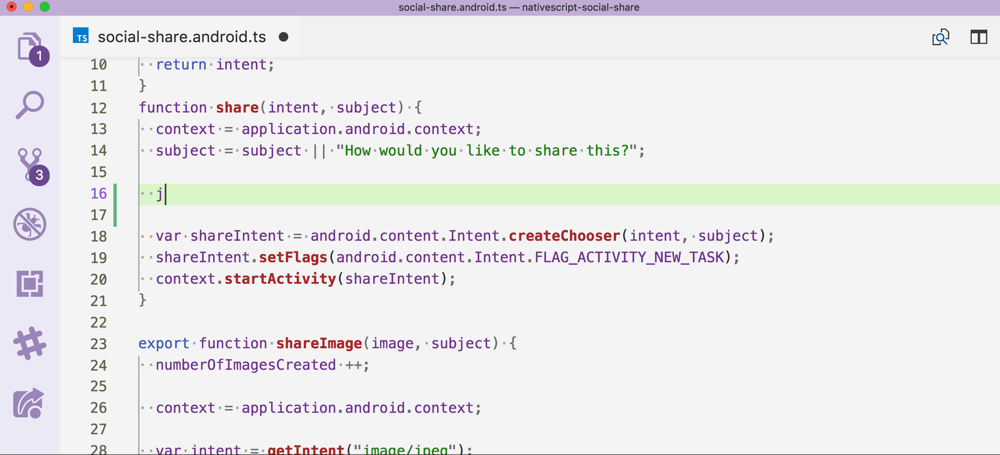 social-share.android.ts — nativescript-social-share
TS social-share.android.ts
1
3
10 return intent;
11 }
12 function share(intent, subject) {
13 context = application.android.context;
14 subject = subject || "How would you like to share this?";
15
16 j
17
18 var shareIntent = android.content.Intent.createChooser(intent, subject);
19 shareIntent.setFlags(android.content.Intent.FLAG_ACTIVITY_NEW_TASK);
20 context.startActivity(shareIntent);
21 }
22
23 export function shareImage(image, subject) {
24 numberOfImagesCreated ++;
25
26 context = application.android.context;
27
28 var intent = getIntent("image/jpeg");